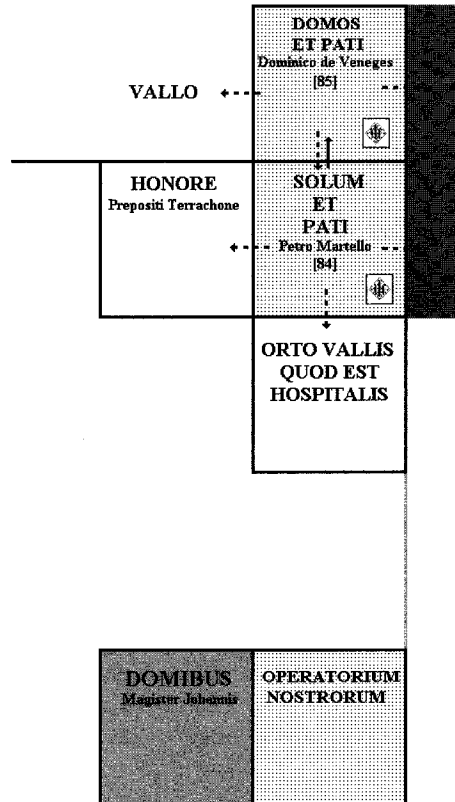 DOMOS
ET PATI
Dominico de Veneges
[85]
VALLO
HONORE
Prepositi Terrachone
SOLUM
ET
PATI
Petro Martello
[84]
ORTO VALLIS
QUOD EST
HOSPITALIS
DOMIBUS
Magister Johannis
OPERATORIUM
NOSTRORUM